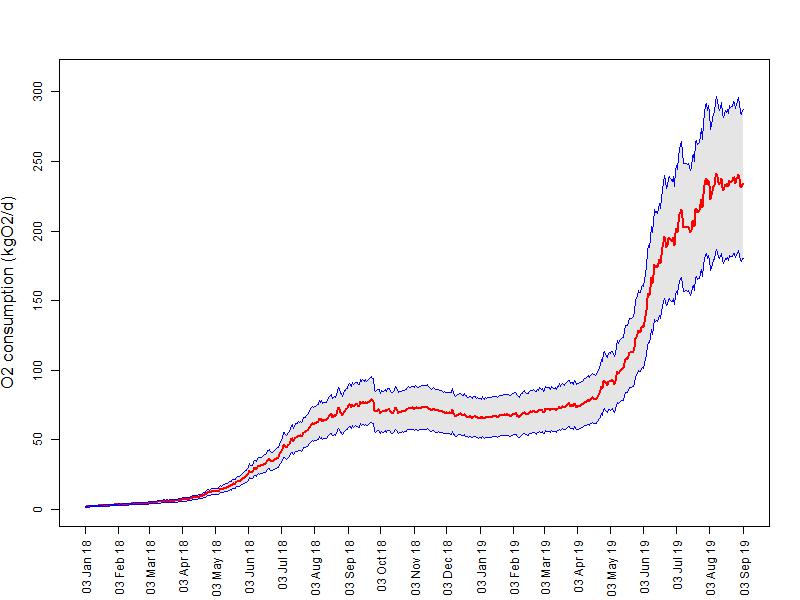 O2 consumption (kgO2/d)
300
250
200
150
100
50
0
03 Jan 18
03 Feb 18
03 Mar 18
03 Apr 18
03 May 18
03 Jun 18
03 Jul 18
03 Aug 18
03 Sep 18
03 Oct 18
03 Nov 18
03 Dec 18
03 Jan 19
03 Feb 19
03 Mar 19
03 Apr 19
03 May 19
03 Jun 19
03 Jul 19
03 Aug 19
03 Sep 19